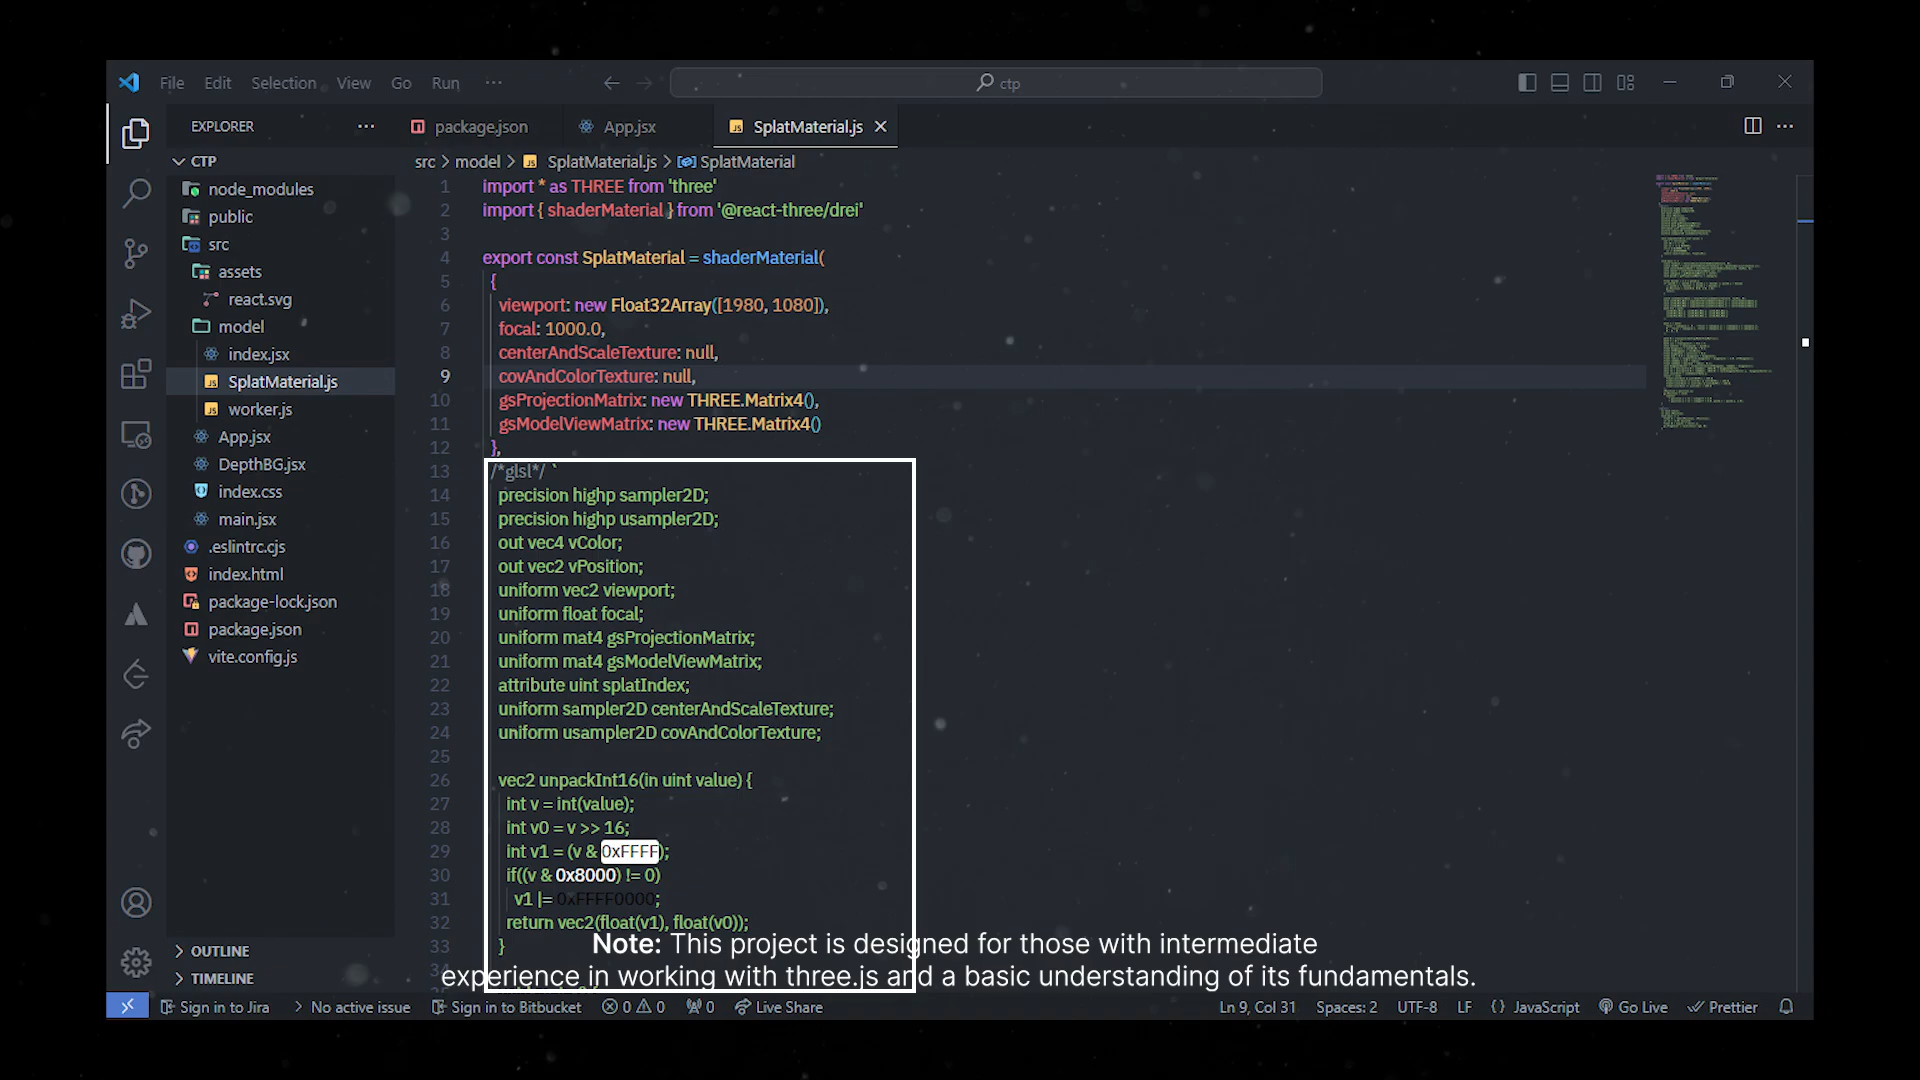 File Edit Selection View Go Run ···
ctp
EXPLORER ···
package.json App.jsx SplatMaterial.js
CTP
src > model > SplatMaterial.js > SplatMaterial
node_modules
public
src
assets
react.svg
model
index.jsx
SplatMaterial.js
worker.js
App.jsx
DepthBG.jsx
index.css
main.jsx
.eslintrc.cjs
index.html
package-lock.json
package.json
vite.config.js
OUTLINE
TIMELINE
1 import * as THREE from 'three'
2 import { shaderMaterial } from '@react-three/drei'
3
4 export const SplatMaterial = shaderMaterial(
5 {
6 viewport: new Float32Array([1980, 1080]),
7 focal: 1000.0,
8 centerAndScaleTexture: null,
9 covAndColorTexture: null,
10 gsProjectionMatrix: new THREE.Matrix4(),
11 gsModelViewMatrix: new THREE.Matrix4()
12 },
13 /*glsl*/ `
14 precision highp sampler2D;
15 precision highp usampler2D;
16 out vec4 vColor;
17 out vec2 vPosition;
18 uniform vec2 viewport;
19 uniform float focal;
20 uniform mat4 gsProjectionMatrix;
21 uniform mat4 gsModelViewMatrix;
22 attribute uint splatIndex;
23 uniform sampler2D centerAndScaleTexture;
24 uniform usampler2D covAndColorTexture;
25
26 vec2 unpackInt16(in uint value) {
27 int v = int(value);
28 int v0 = v >> 16;
29 int v1 = (v & 0xFFFF);
30 if((v & 0x8000) != 0)
31 v1 |= 0xFFFF0000;
32 return vec2(float(v1), float(v0));
33 }
34
Note: This project is designed for those with intermediate
experience in working with three.js and a basic understanding of its fundamentals.
Sign in to Jira > No active issue Sign in to Bitbucket 0 0 0 Live Share Ln 9, Col 31 Spaces: 2 UTF-8 LF {} JavaScript Go Live Prettier